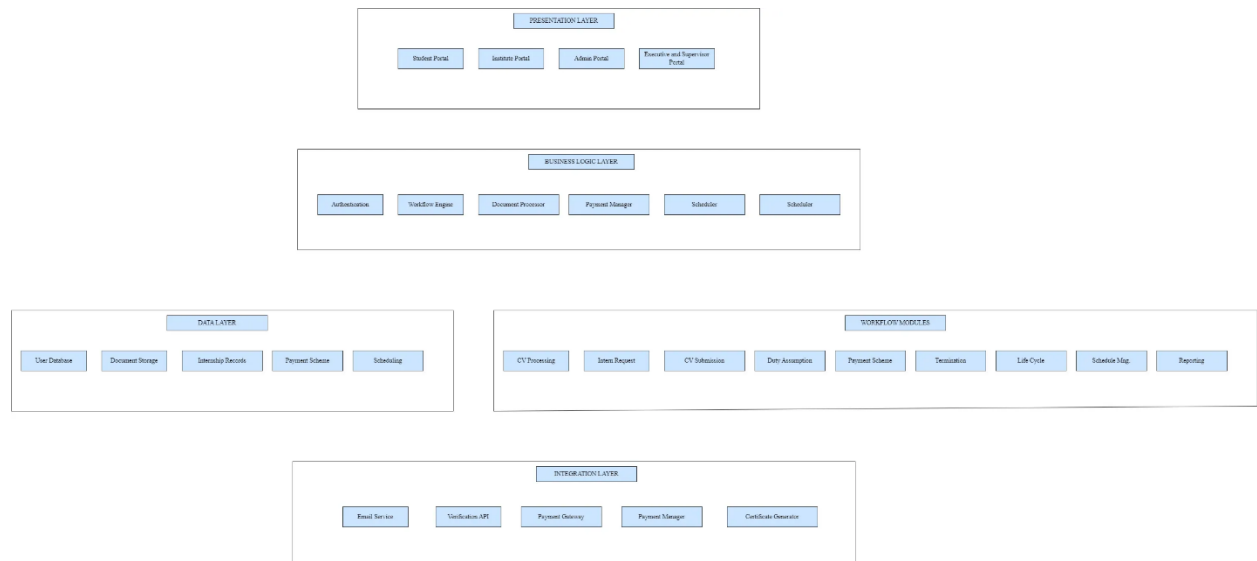 PRESENTATION LAYER
Student Portal
Institute Portal
Admin Portal
Executive and Supervisor
Portal
BUSINESS LOGIC LAYER
Authentication
Workflow Engine
Document Processor
Payment Manager
Scheduler
Scheduler
DATA LAYER
User Database
Document Storage
Internship Records
Payment Scheme
Scheduling
WORKFLOW MODULES
CV Processing
Intern Request
CV Submission
Duty Assumption
Payment Scheme
Termination
Life Cycle
Schedule Mng.
Reporting
INTEGRATION LAYER
Email Service
Verification API
Payment Gateway
Payment Manager
Certificate Generator